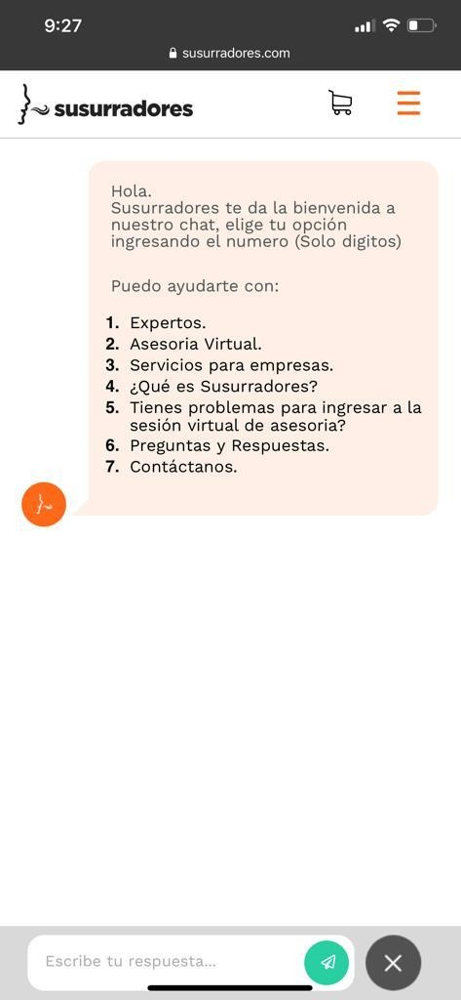 9:27
susurradores.com
susurradores
Hola.
Susurradores te da la bienvenida a
nuestro chat, elige tu opción
ingresando el numero (Solo digitos)
Puedo ayudarte con:
1. Expertos.
2. Asesoria Virtual.
3. Servicios para empresas.
4. ¿Qué es Susurradores?
5. Tienes problemas para ingresar a la
sesión virtual de asesoria?
6. Preguntas y Respuestas.
7. Contáctanos.
Escribe tu respuesta...